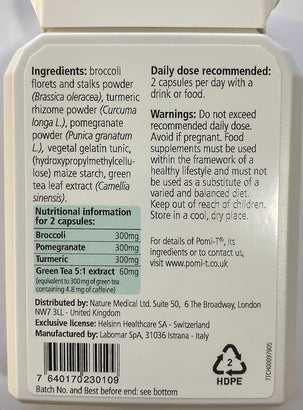 Ingredients: broccoli
florets and stalks powder
(Brassica oleracea), turmeric
rhizome powder (Curcuma
longa L.), pomegranate
powder (Punica granatum
L.), vegetal gelatin tunic,
(hydroxypropylmethylcellu-
lose) maize starch, green
tea leaf extract (Camellia
sinensis).
Daily dose recommended:
2 capsules per day with a
drink or food.
Warnings: Do not exceed
recommended daily dose.
Avoid if pregnant. Food
supplements must be used
within the framework of a
healthy lifestyle and must not
be used as a substitute of a
varied and balanced diet.
Keep out of reach of children.
Store in a cool, dry place.
For details of Pomi-T®, its
ingredients or to contact us,
visit www.pomi-t.co.uk
Nutritional information
for 2 capsules:
Broccoli 300mg
Pomegranate 300mg
Turmeric 300mg
Green Tea 5:1 extract 60mg
(equivalent to 300 mg of green tea
containing 4.8 mg of caffeine)
Distributed by: Nature Medical Ltd. Suite 50, 6 The Broadway, London
NW7 3LL - United Kingdom
Exclusive license: Helsinn Healthcare SA - Switzerland
Manufactured by: Labomar SpA, 31036 Istrana - Italy
7 640170 230109
2
HDPE
Batch No. and Best before end: see bottom